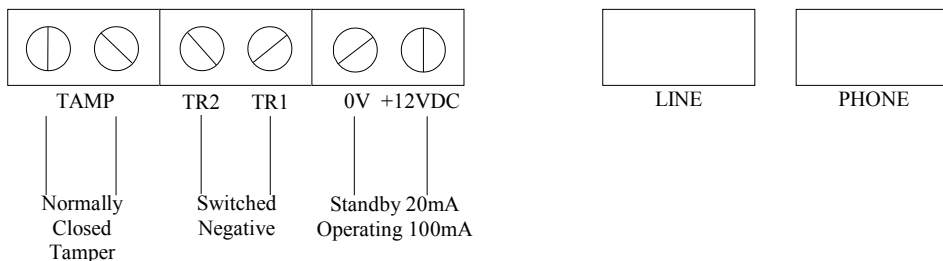 TAMP TR2 TR1 0V +12VDC LINE PHONE
Normally Switched Standby 20mA
Closed Negative Operating 100mA
Tamper